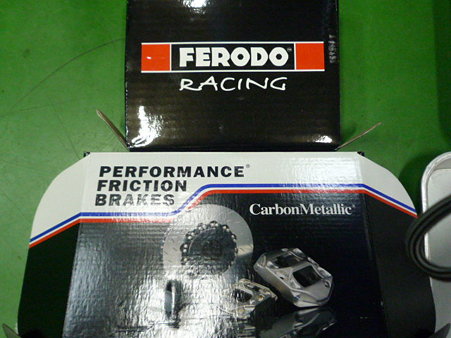 FERODO
RACING
PERFORMANCE®
FRICTION
BRAKES
CarbonMetallic®